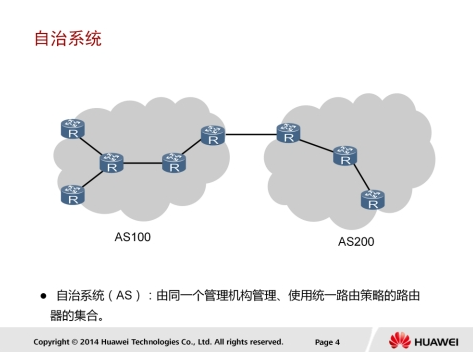 自治系统
R
R
R
R
R
R
R
R
AS100
AS200
● 自治系统（AS）：由同一个管理机构管理、使用统一路由策略的路由
器的集合。
Copyright © 2014 Huawei Technologies Co., Ltd. All rights reserved. Page 4 HUAWEI